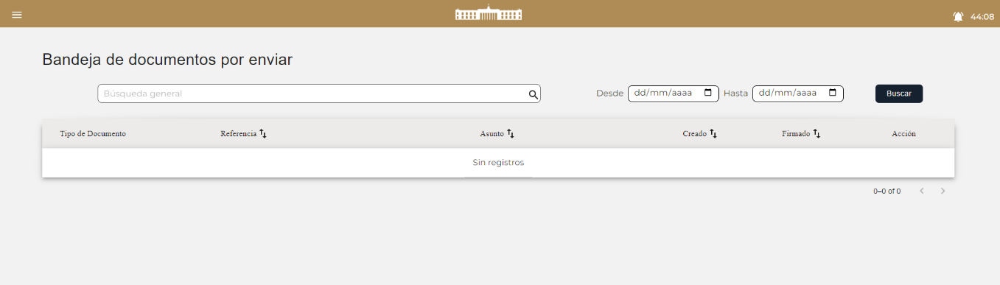 44:08
Bandeja de documentos por enviar
Búsqueda general
Desde dd/mm/aaaa Hasta dd/mm/aaaa Buscar
Tipo de Documento Referencia Asunto Creado Firmado Acción
Sin registros
0–0 of 0